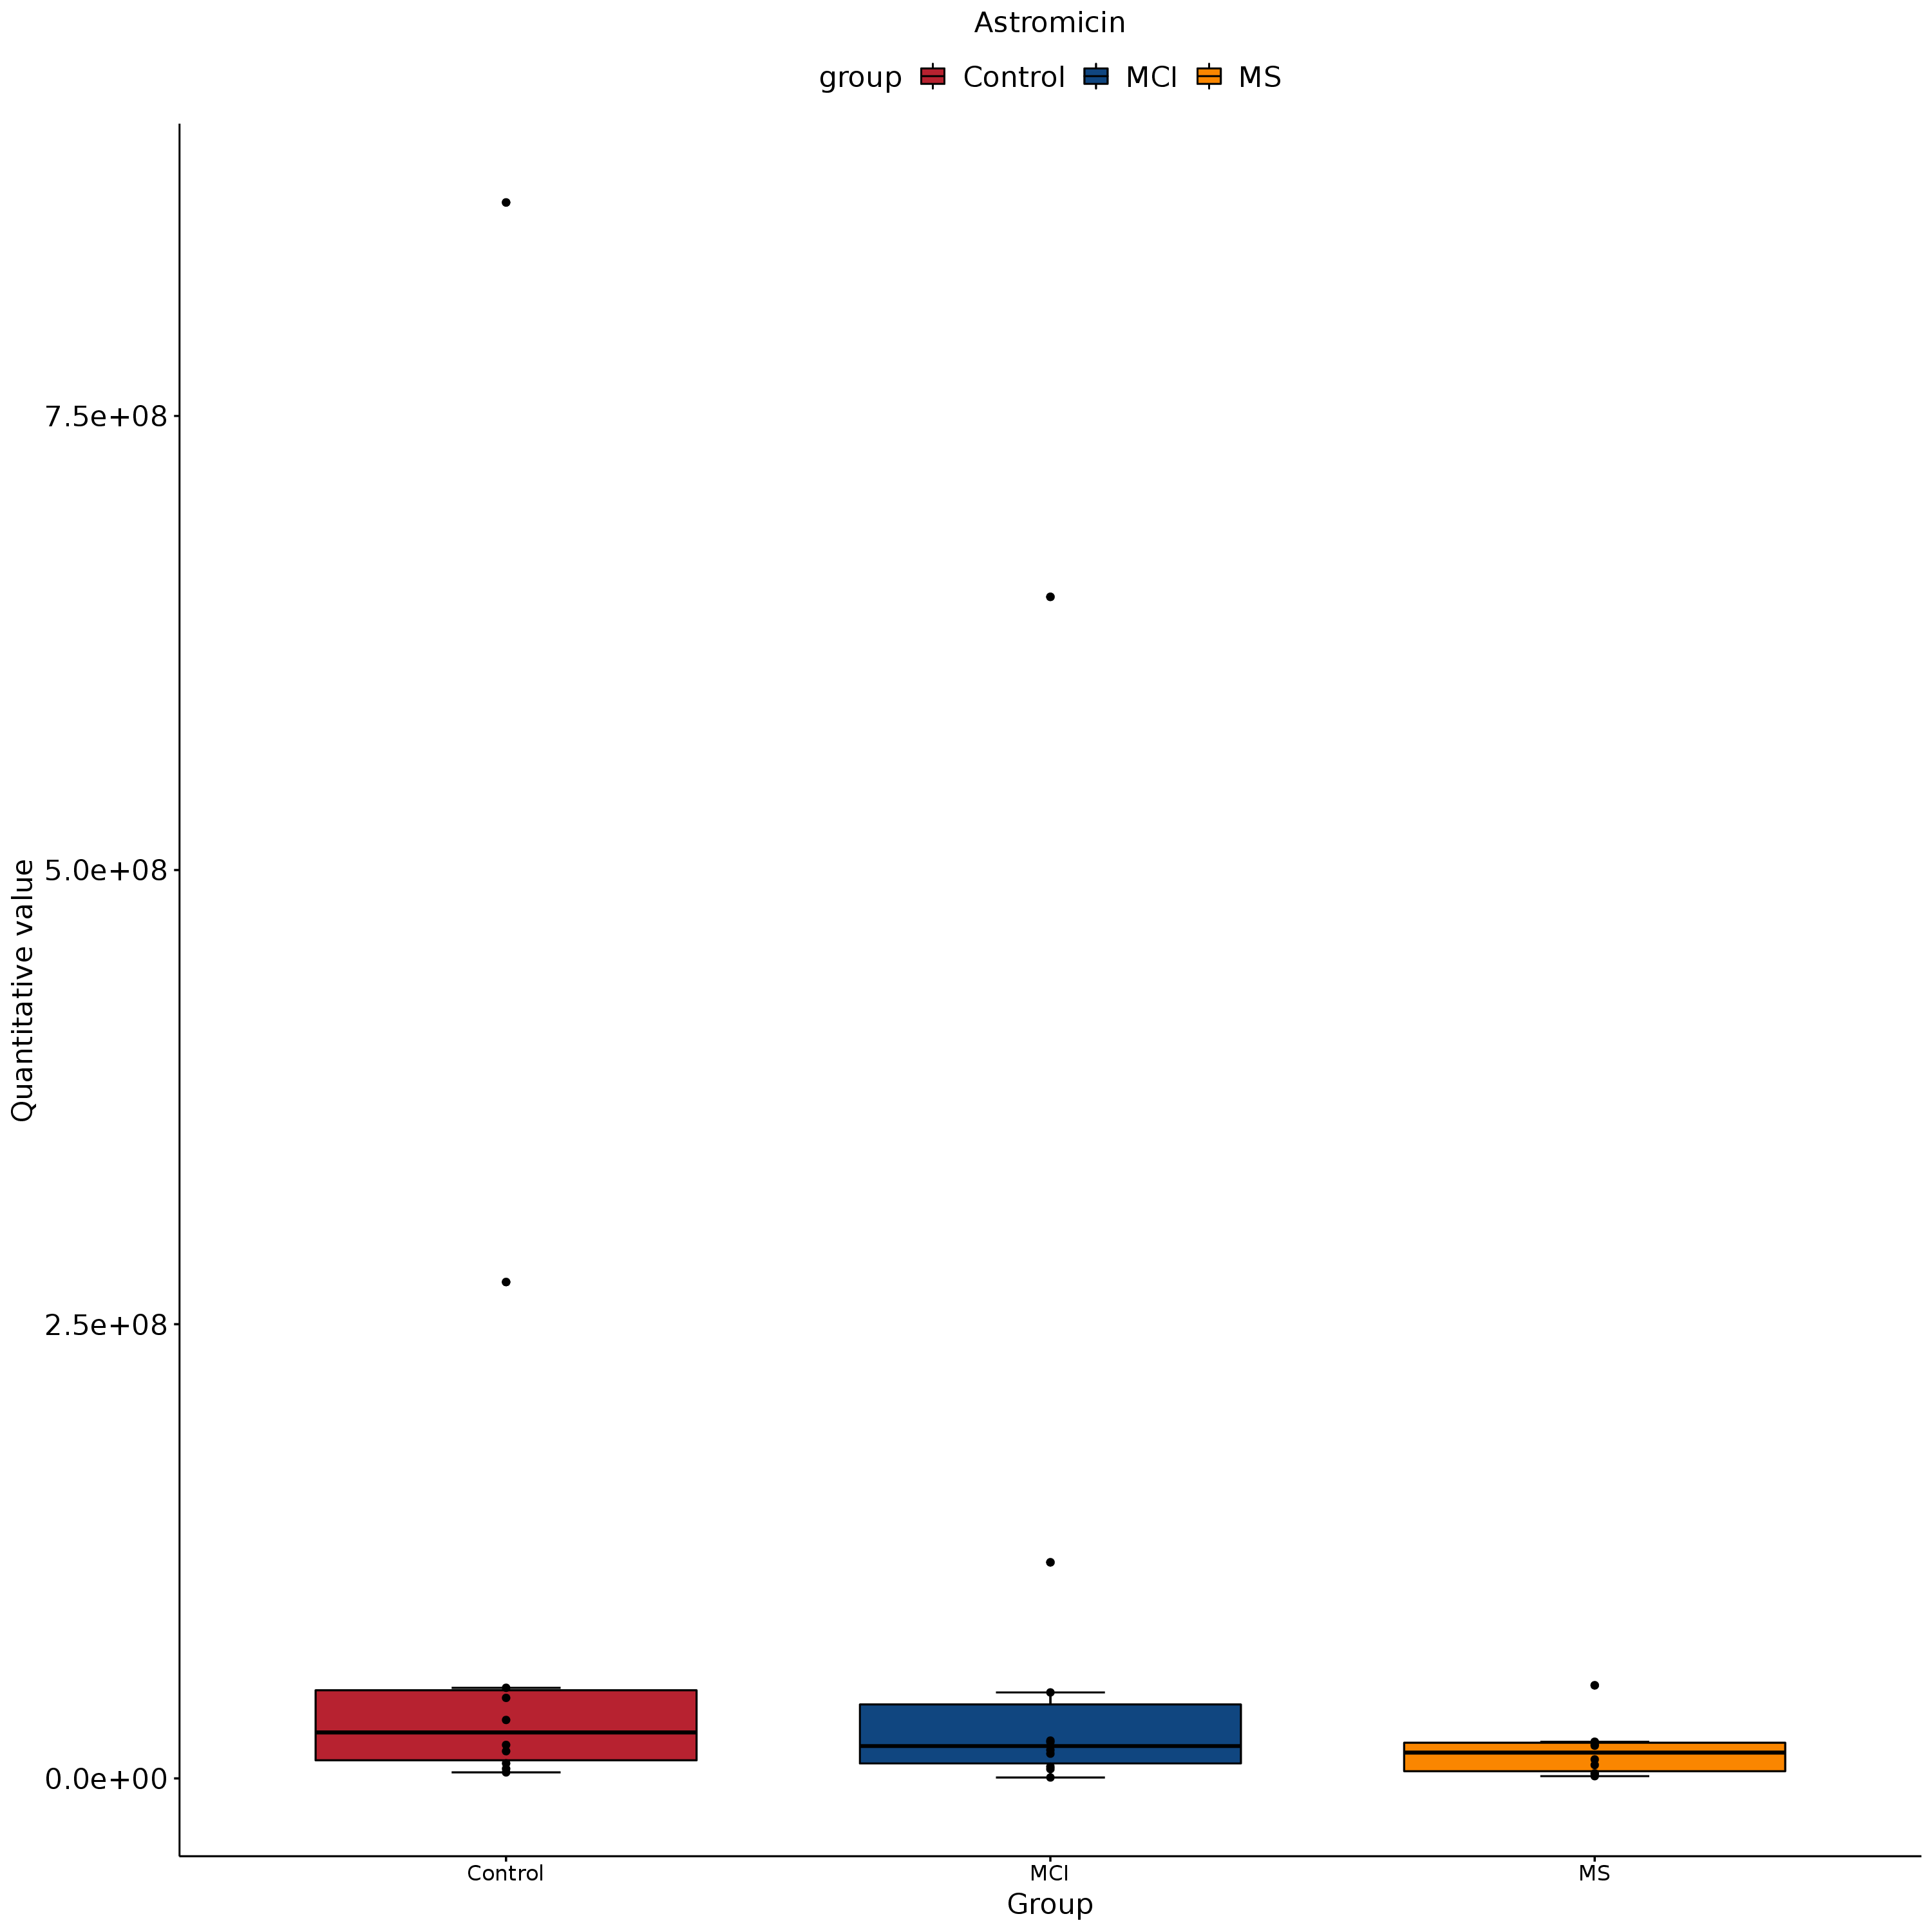 Astromicin
group Control MCI MS
7.5e+08
5.0e+08
2.5e+08
0.0e+00
Quantitative value
Control MCI MS
Group